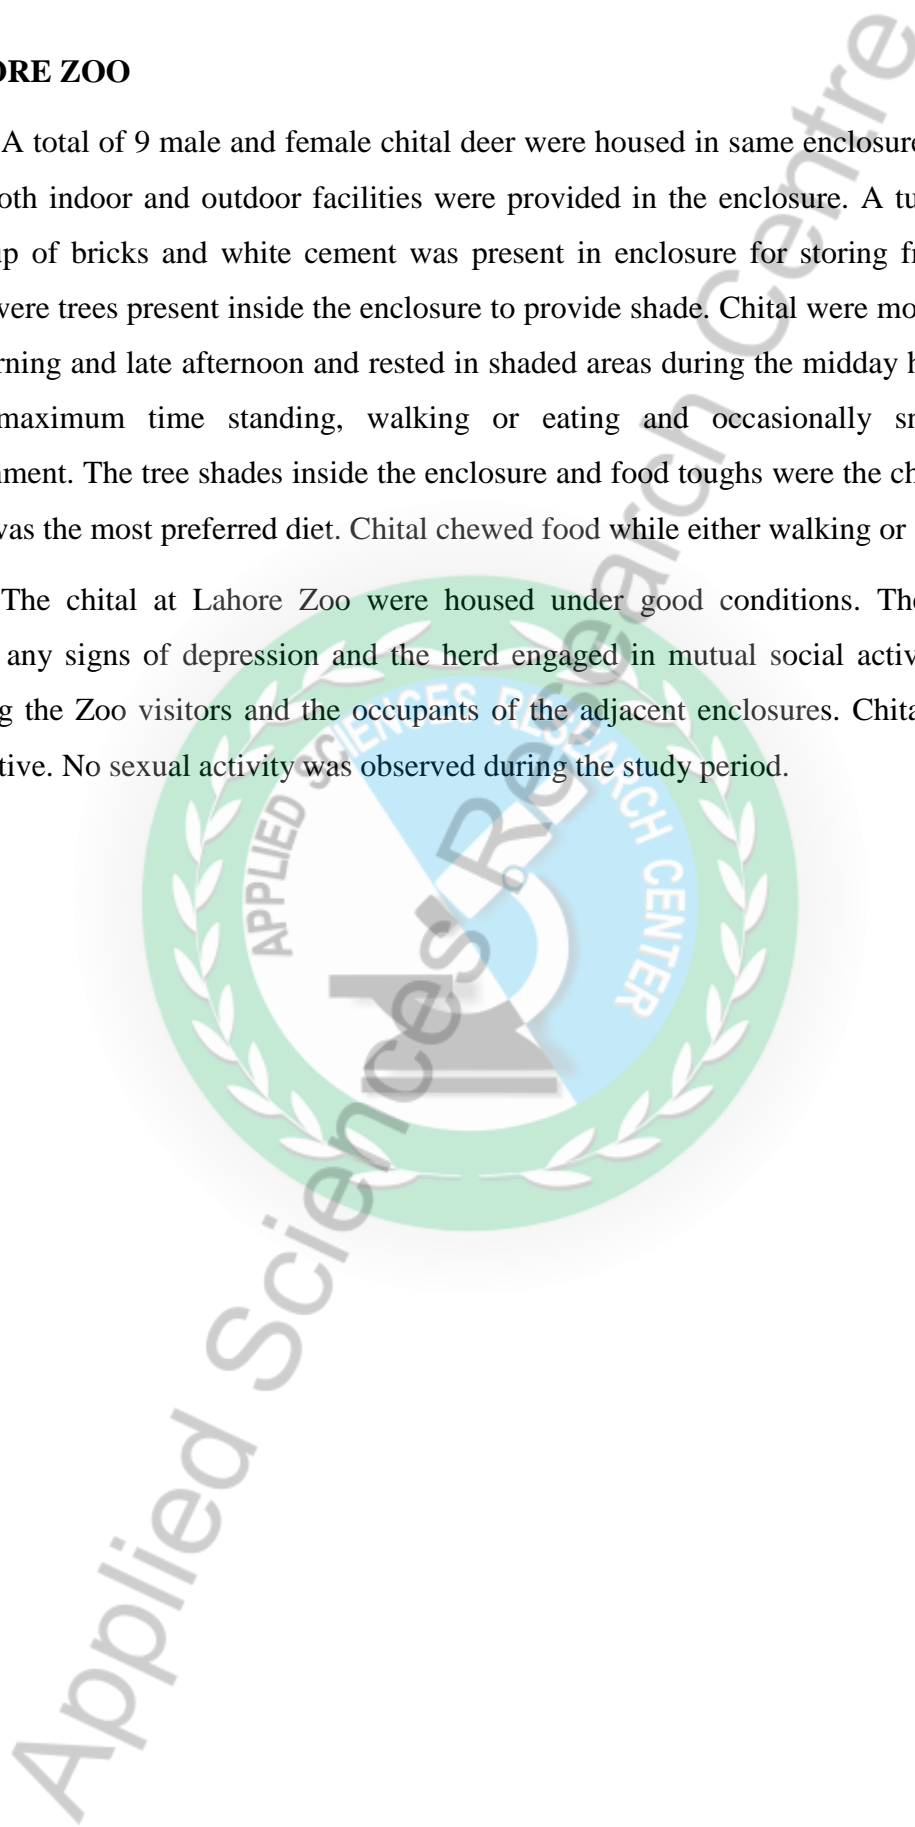 ORE ZOO
A total of 9 male and female chital deer were housed in same enclosure
oth indoor and outdoor facilities were provided in the enclosure. A tu
up of bricks and white cement was present in enclosure for storing fr
were trees present inside the enclosure to provide shade. Chital were mo
rning and late afternoon and rested in shaded areas during the midday h
maximum time standing, walking or eating and occasionally sn
nment. The tree shades inside the enclosure and food toughs were the ch
was the most preferred diet. Chital chewed food while either walking or
The chital at Lahore Zoo were housed under good conditions. The
any signs of depression and the herd engaged in mutual social activ
g the Zoo visitors and the occupants of the adjacent enclosures. Chita
tive. No sexual activity was observed during the study period.
APPLIED SCIENCES RESEARCH CENTER
Applied Sciences Research Centre